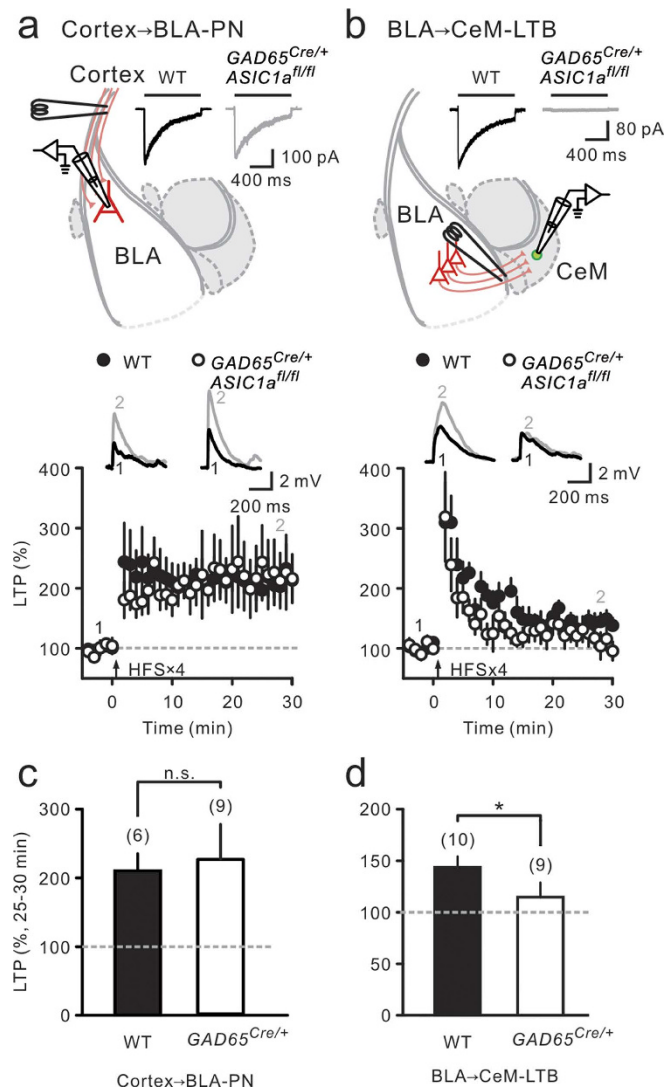 a Cortex→BLA-PN
Cortex
WT
GAD65Cre/+
ASIC1afl/fl
100 pA
400 ms
BLA
WT
GAD65Cre/+
ASIC1afl/fl
2
1
2
1
2 mV
200 ms
LTP (%)
400
300
200
100
1
2
HFS×4
0
10
20
30
Time (min)
b BLA→CeM-LTB
WT
GAD65Cre/+
ASIC1afl/fl
80 pA
400 ms
BLA
CeM
WT
GAD65Cre/+
ASIC1afl/fl
2
1
2
1
2 mV
200 ms
400
300
200
100
1
2
HFSx4
0
10
20
30
Time (min)
c
n.s.
(6)
(9)
LTP (%, 25-30 min)
300
200
100
0
WT
GAD65Cre/+
Cortex→BLA-PN
d
*
(10)
(9)
200
150
100
50
0
WT
GAD65Cre/+
BLA→CeM-LTB